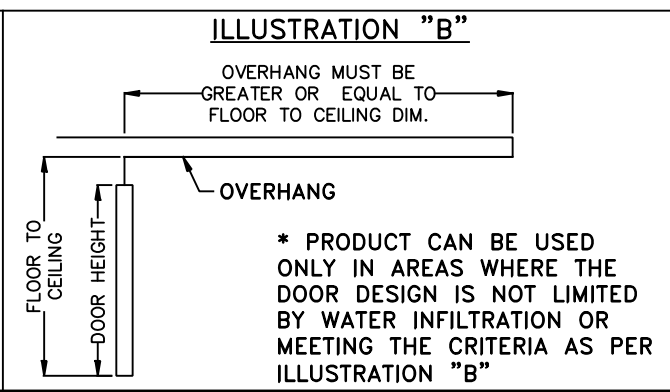 ILLUSTRATION "B"
OVERHANG MUST BE
GREATER OR EQUAL TO
FLOOR TO CEILING DIM.
OVERHANG
FLOOR TO
CEILING
DOOR HEIGHT
* PRODUCT CAN BE USED
ONLY IN AREAS WHERE THE
DOOR DESIGN IS NOT LIMITED
BY WATER INFILTRATION OR
MEETING THE CRITERIA AS PER
ILLUSTRATION "B"